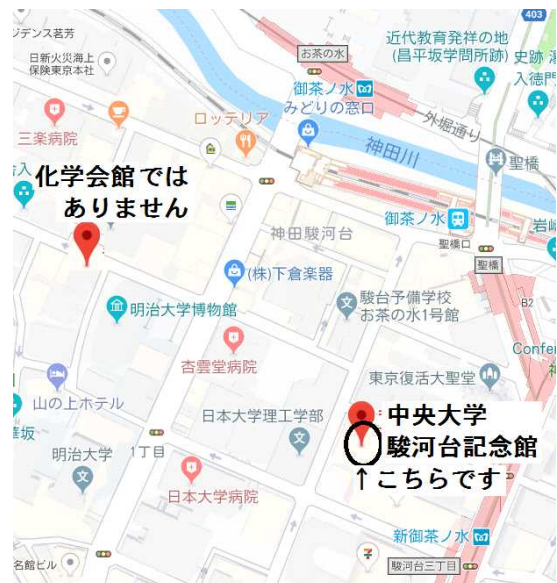 403
ジデンス茗芳
日新火災海上
保険東京本社
お茶の水
近代教育発祥の地
(昌平坂学問所跡)
史跡 湯
入徳門
御茶ノ水
みどりの窓口
外堀通り
ロッテリア
三楽病院
神田川
聖橋
化学会館では
ありません
神田駿河台
御茶ノ水
聖橋口
聖橋
岩崎
(株)下倉楽器
B2
明治大学博物館
駿台予備学校
お茶の水1号館
杏雲堂病院
Confe
神
山の上ホテル
東京復活大聖堂
日本大学理工学部
中央大学
駿河台記念館
↑こちらです
華坂
明治大学
1丁目
日本大学病院
新御茶ノ水
名館ビル
駿河台三丁目